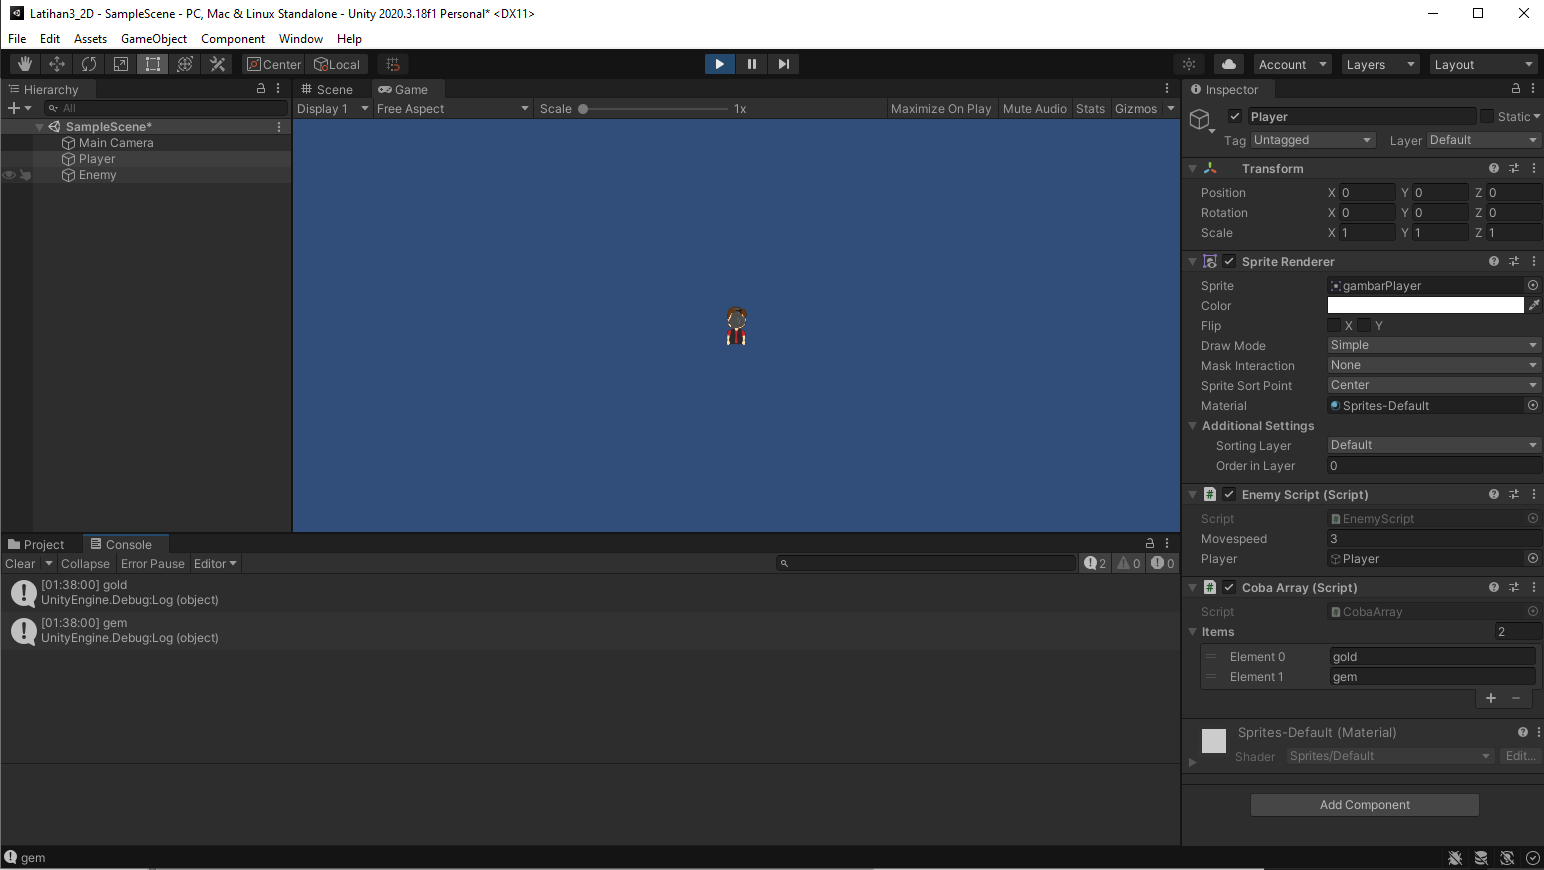 Latihan3_2D - SampleScene - PC, Mac & Linux Standalone - Unity 2020.3.18f1 Personal* <DX11>
File Edit Assets GameObject Component Window Help
Center Local Account Layers Layout
Hierarchy
All
SampleScene*
Main Camera
Player
Enemy
Scene Game
Display 1 Free Aspect Scale 1x Maximize On Play Mute Audio Stats Gizmos
Project Console
Clear Collapse Error Pause Editor 2 0 0
[01:38:00] gold
UnityEngine.Debug:Log (object)
[01:38:00] gem
UnityEngine.Debug:Log (object)
gem
Inspector
Player Static
Tag Untagged Layer Default
Transform
Position X 0 Y 0 Z 0
Rotation X 0 Y 0 Z 0
Scale X 1 Y 1 Z 1
Sprite Renderer
Sprite gambarPlayer
Color
Flip X Y
Draw Mode Simple
Mask Interaction None
Sprite Sort Point Center
Material Sprites-Default
Additional Settings
Sorting Layer Default
Order in Layer 0
# Enemy Script (Script)
Script EnemyScript
Movespeed 3
Player Player
# Coba Array (Script)
Script CobaArray
Items 2
Element 0 gold
Element 1 gem
+ -
Sprites-Default (Material)
Shader Sprites/Default Edit...
Add Component